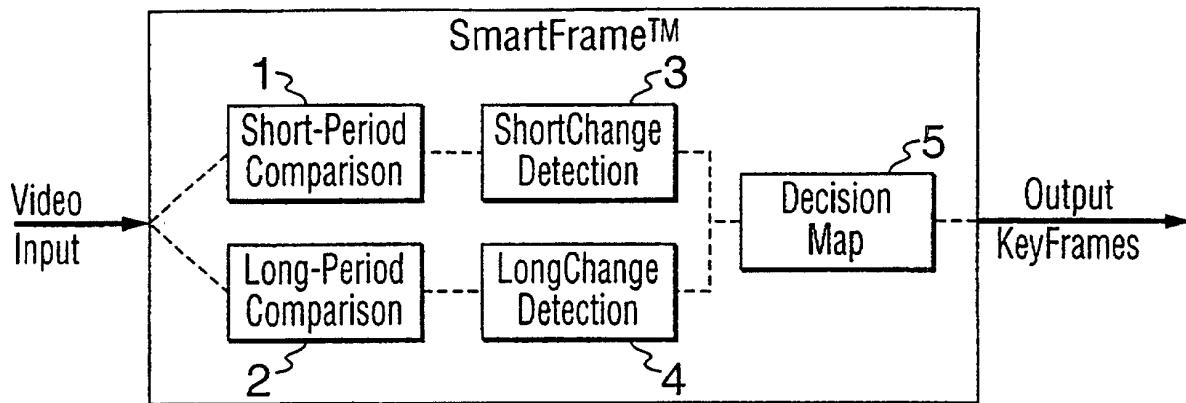 SmartFrame™
1
3
Short-Period
Comparison
ShortChange
Detection
5
Video
Input
Decision
Map
Output
KeyFrames
Long-Period
Comparison
LongChange
Detection
2
4